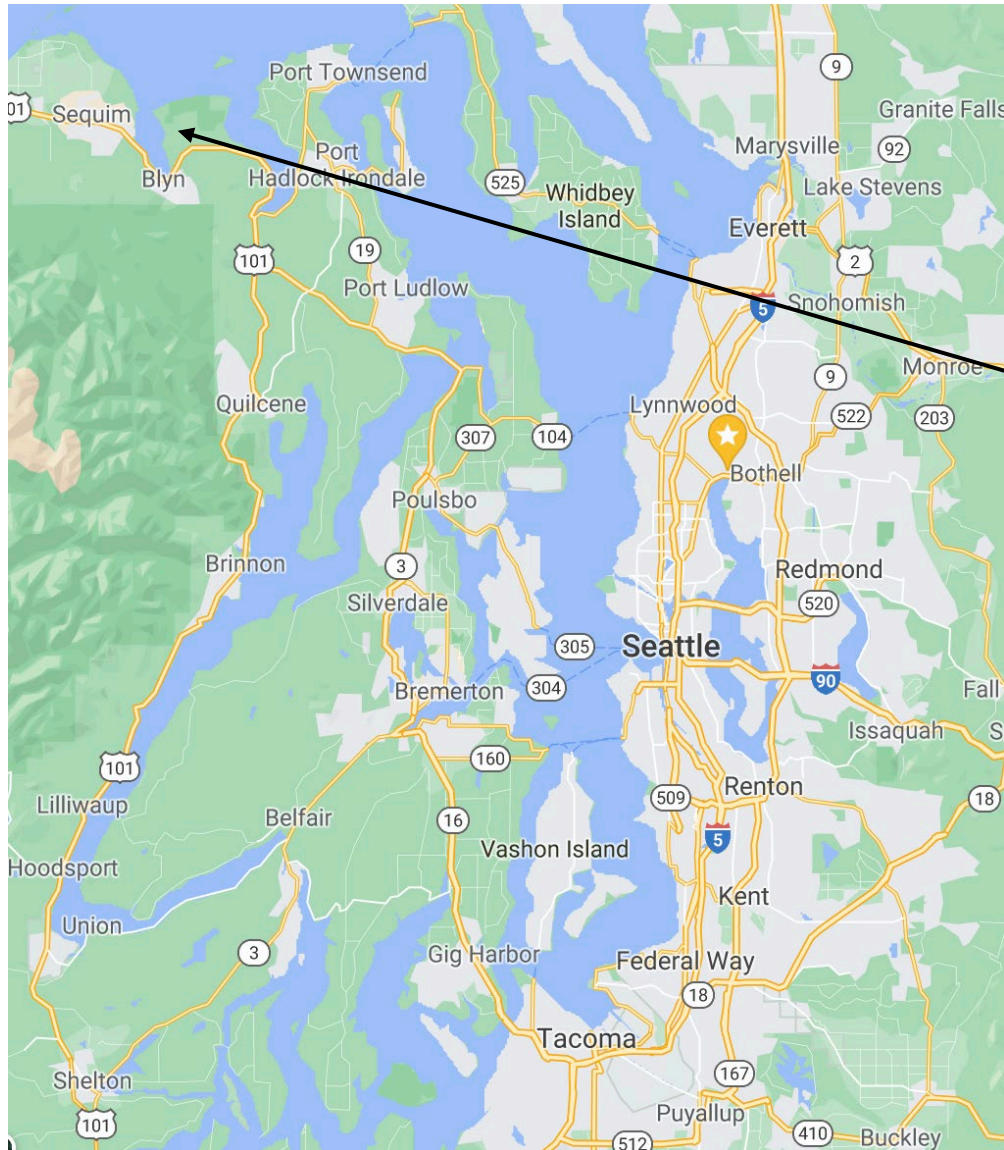 Port Townsend
9
101
Sequim
Granite Falls
Marysville
92
Port
Hadlock-Irondale
Blyn
525
Whidbey
Island
Lake Stevens
Everett
19
101
2
Port Ludlow
5
Snohomish
Monroe
9
Quilcene
Lynnwood
522
203
307
104
Bothell
Poulsbo
Brinnon
3
Redmond
Silverdale
520
305
Seattle
90
304
Bremerton
Fall
Issaquah
S
101
160
Renton
509
18
Lilliwaup
Belfair
16
5
Vashon Island
Hoodsport
Kent
Union
3
Gig Harbor
Federal Way
18
Tacoma
Shelton
167
101
Puyallup
512
410
Buckley